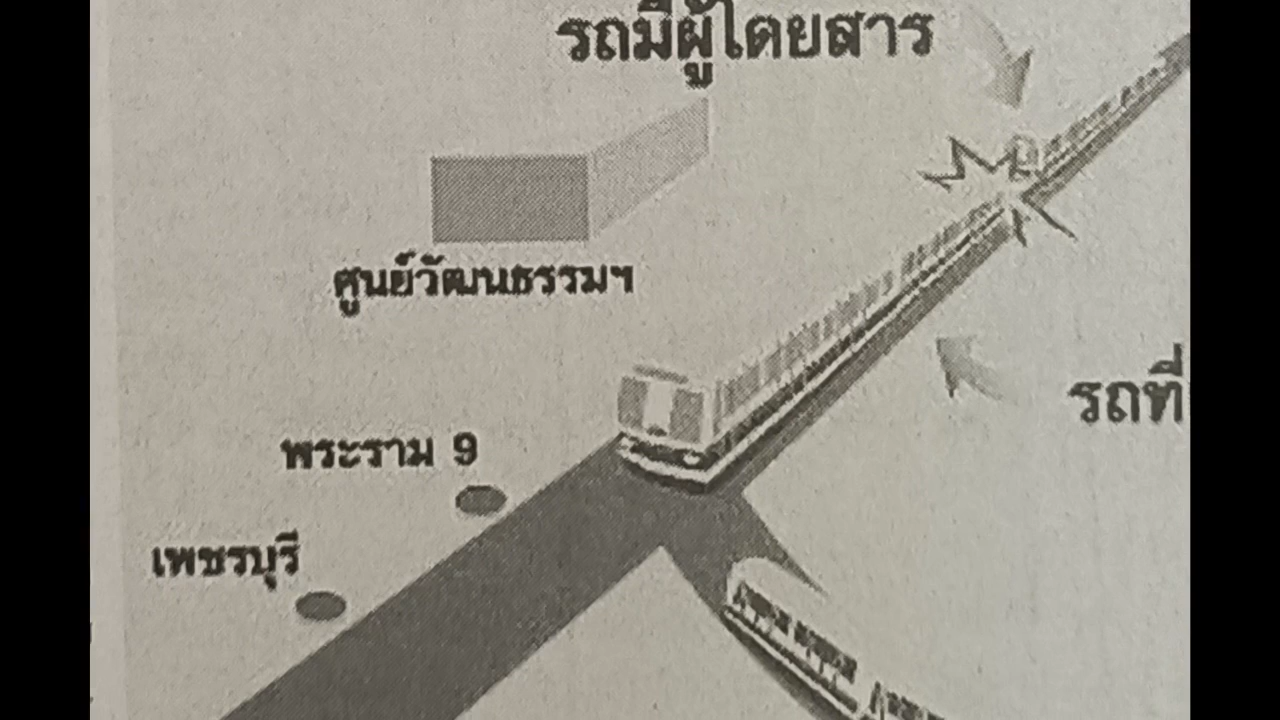 รถมีผู้โดยสาร
ศูนย์วัฒนธรรมฯ
รถที่
พระราม 9
เพชรบุรี